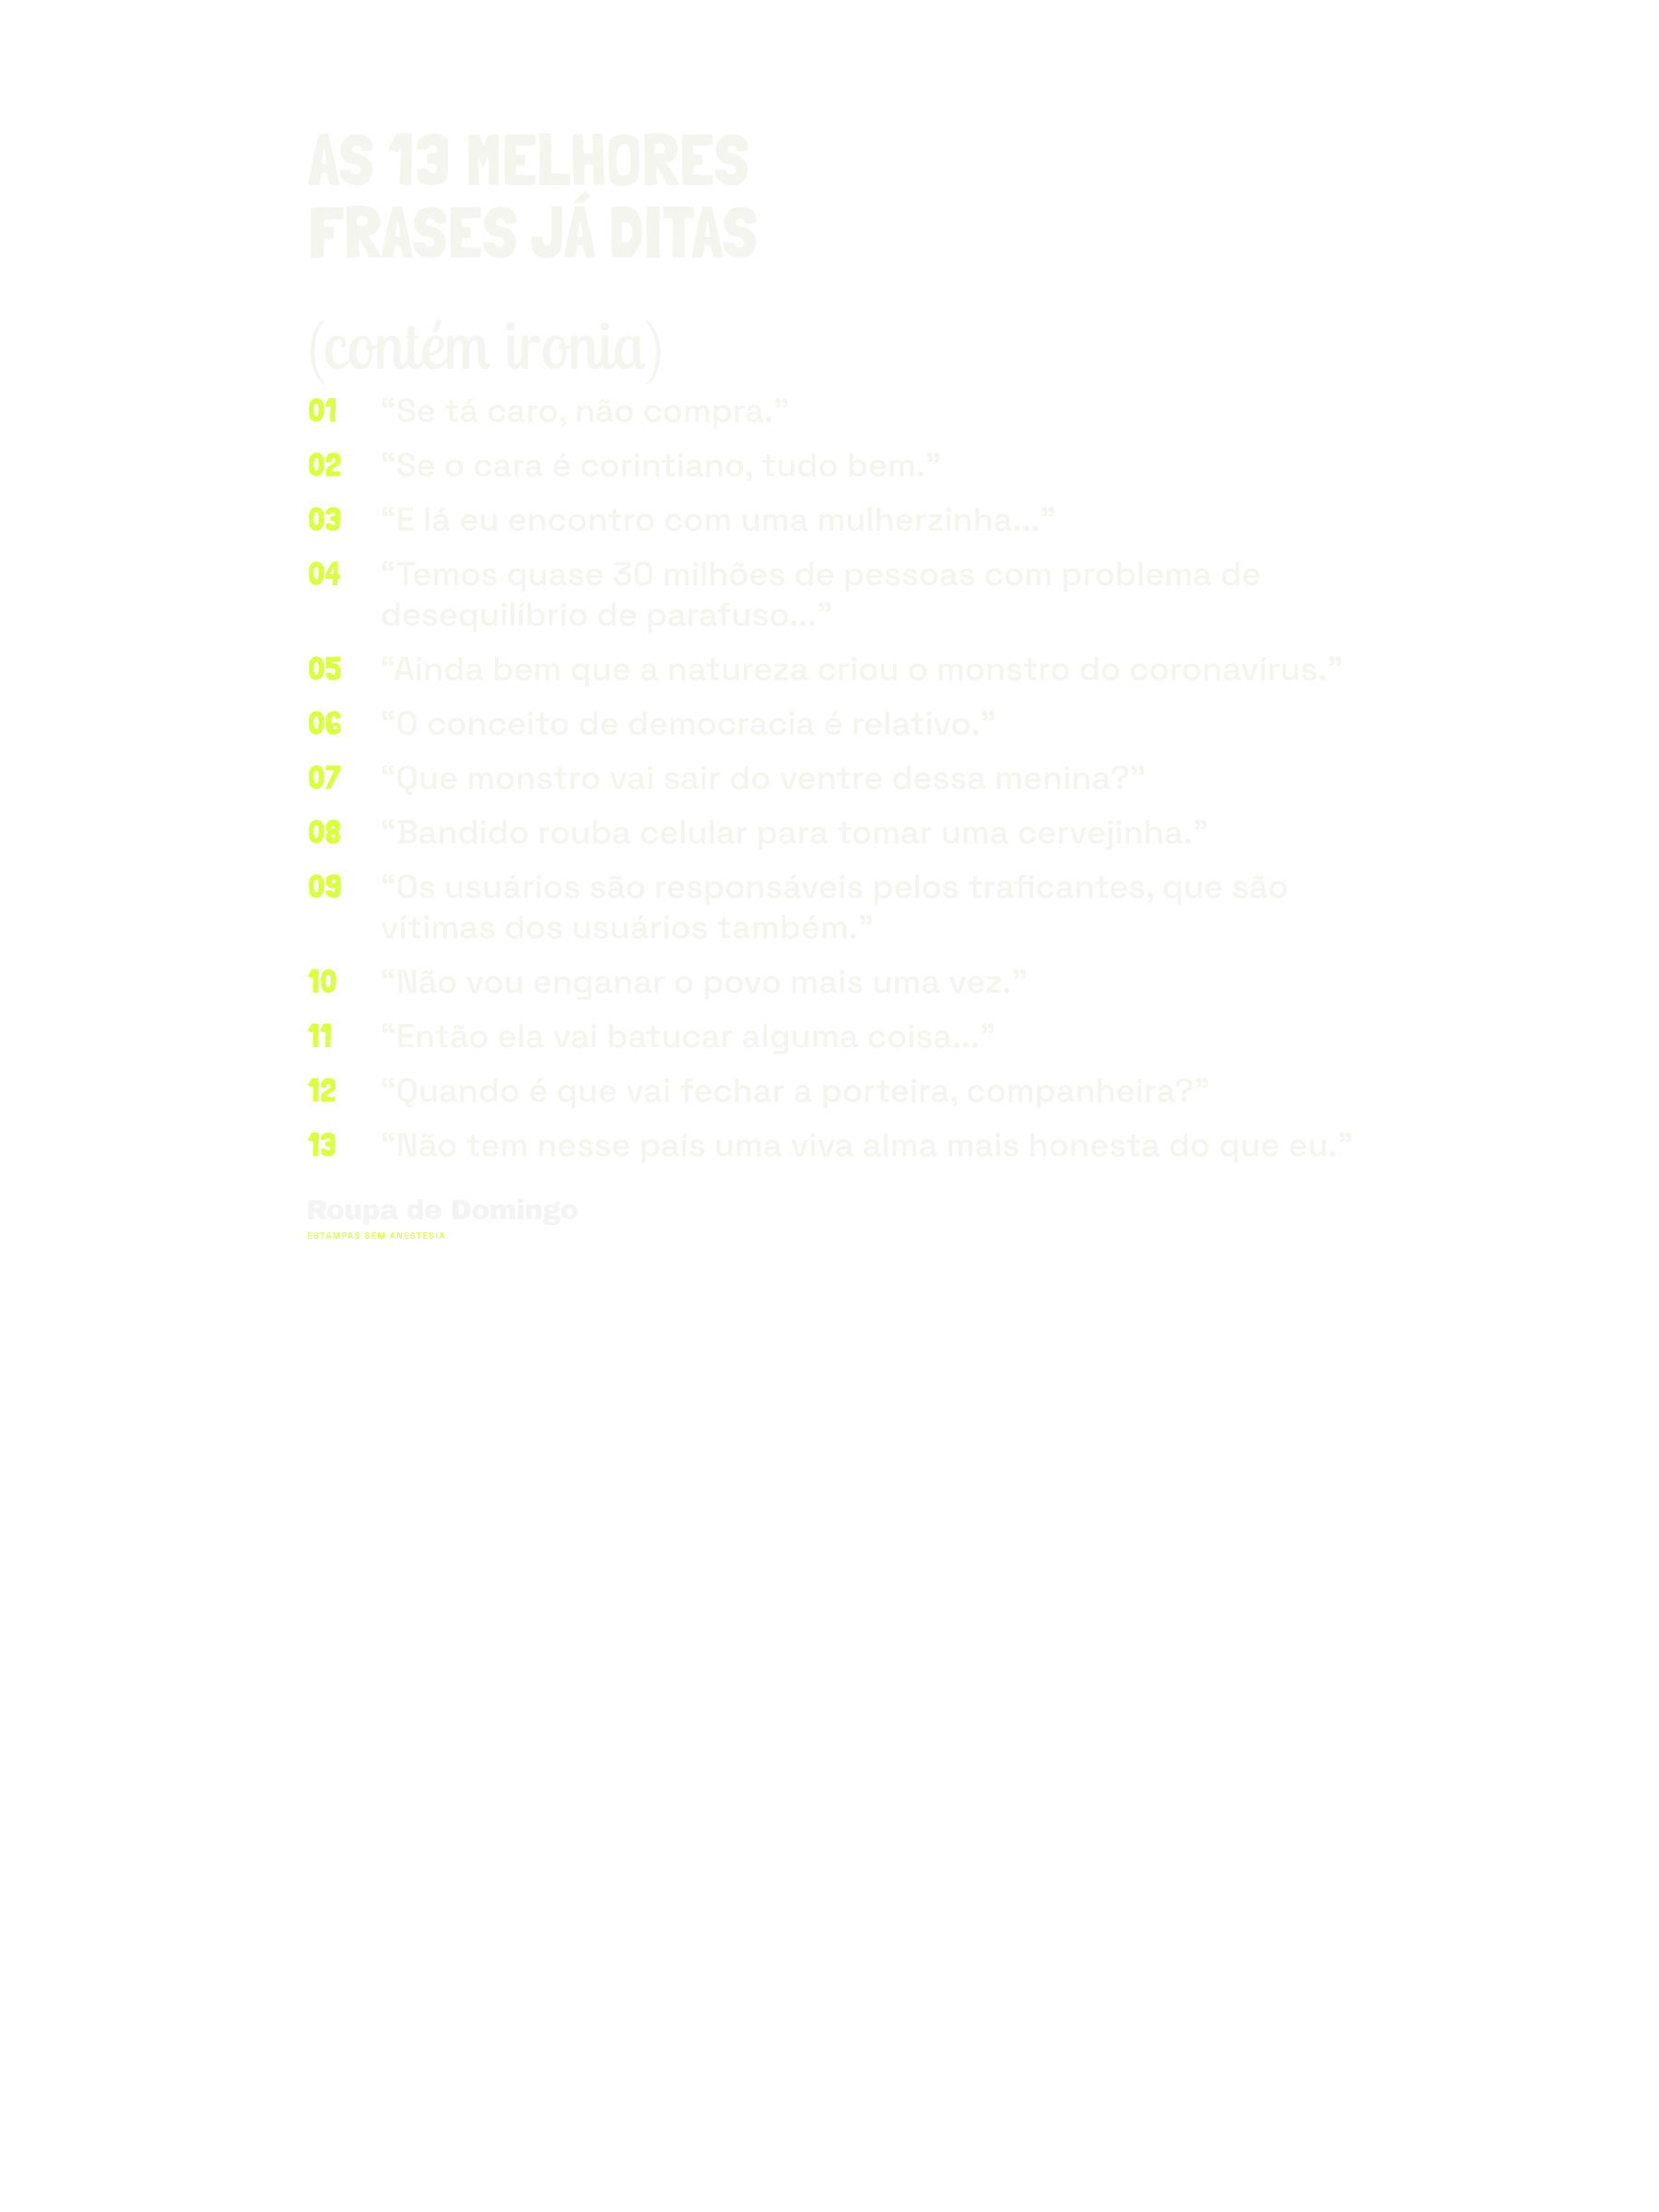 AS 13 MELHORES
FRASES JÁ DITAS
(contém ironia)
01 “Se tá caro, não compra.”
02 “Se o cara é corintiano, tudo bem.”
03 “E lá eu encontro com uma mulherzinha...”
04 “Temos quase 30 milhões de pessoas com problema de
desequilíbrio de parafuso...”
05 “Ainda bem que a natureza criou o monstro do coronavírus.”
06 “O conceito de democracia é relativo.”
07 “Que monstro vai sair do ventre dessa menina?”
08 “Bandido rouba celular para tomar uma cervejinha.”
09 “Os usuários são responsáveis pelos traficantes, que são
vítimas dos usuários também.”
10 “Não vou enganar o povo mais uma vez.”
11 “Então ela vai batucar alguma coisa...”
12 “Quando é que vai fechar a porteira, companheira?”
13 “Não tem nesse país uma viva alma mais honesta do que eu.”
Roupa de Domingo
ESTAMPAS SEM ANESTESIA